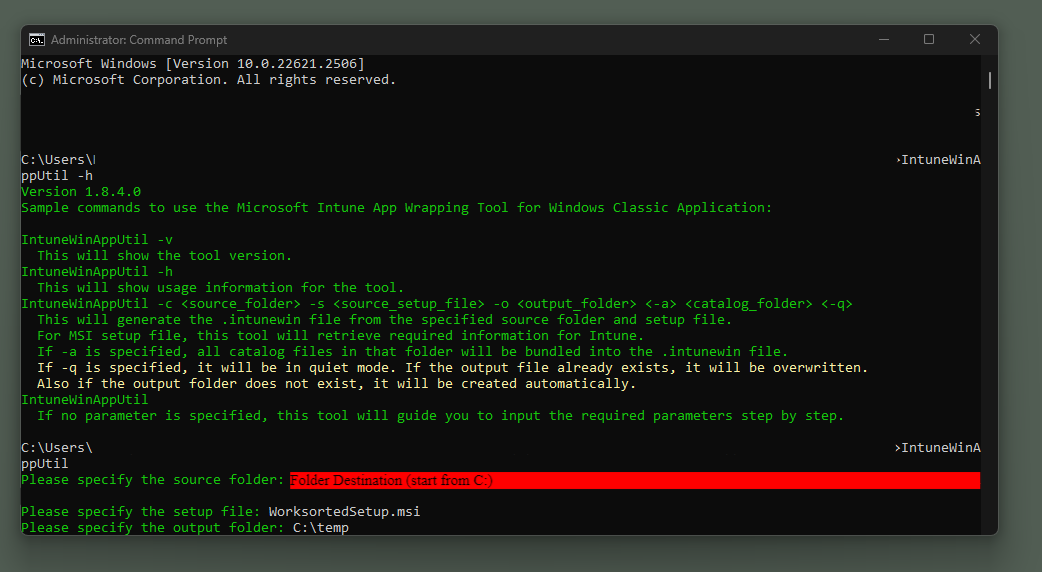 Administrator: Command Prompt
Microsoft Windows [Version 10.0.22621.2506]
(c) Microsoft Corporation. All rights reserved.
s
C:\Users\ >IntuneWinA
ppUtil -h
Version 1.8.4.0
Sample commands to use the Microsoft Intune App Wrapping Tool for Windows Classic Application:
IntuneWinAppUtil -v
This will show the tool version.
IntuneWinAppUtil -h
This will show usage information for the tool.
IntuneWinAppUtil -c <source_folder> -s <source_setup_file> -o <output_folder> <-a> <catalog_folder> <-q>
This will generate the .intunewin file from the specified source folder and setup file.
For MSI setup file, this tool will retrieve required information for Intune.
If -a is specified, all catalog files in that folder will be bundled into the .intunewin file.
If -q is specified, it will be in quiet mode. If the output file already exists, it will be overwritten.
Also if the output folder does not exist, it will be created automatically.
IntuneWinAppUtil
If no parameter is specified, this tool will guide you to input the required parameters step by step.
C:\Users\ >IntuneWinA
ppUtil
Please specify the source folder: Folder Destination (start from C:)
Please specify the setup file: WorksortedSetup.msi
Please specify the output folder: C:\temp